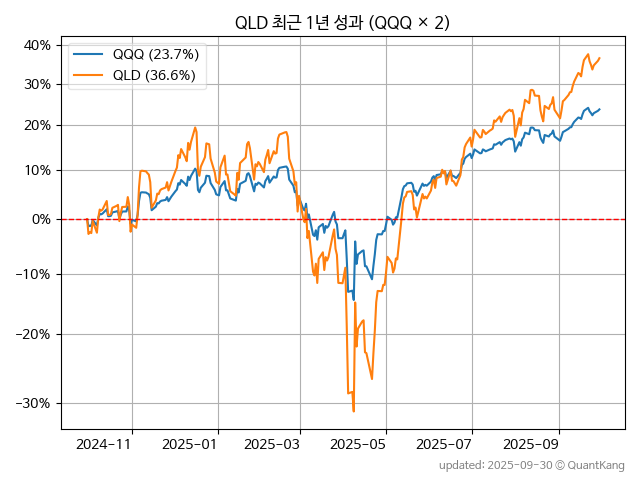 QLD 최근 1년 성과 (QQQ × 2)
QQQ (23.7%)
QLD (36.6%)
40%
30%
20%
10%
0%
−10%
−20%
−30%
2024−11 2025−01 2025−03 2025−05 2025−07 2025−09
updated: 2025-09-30 © QuantKang